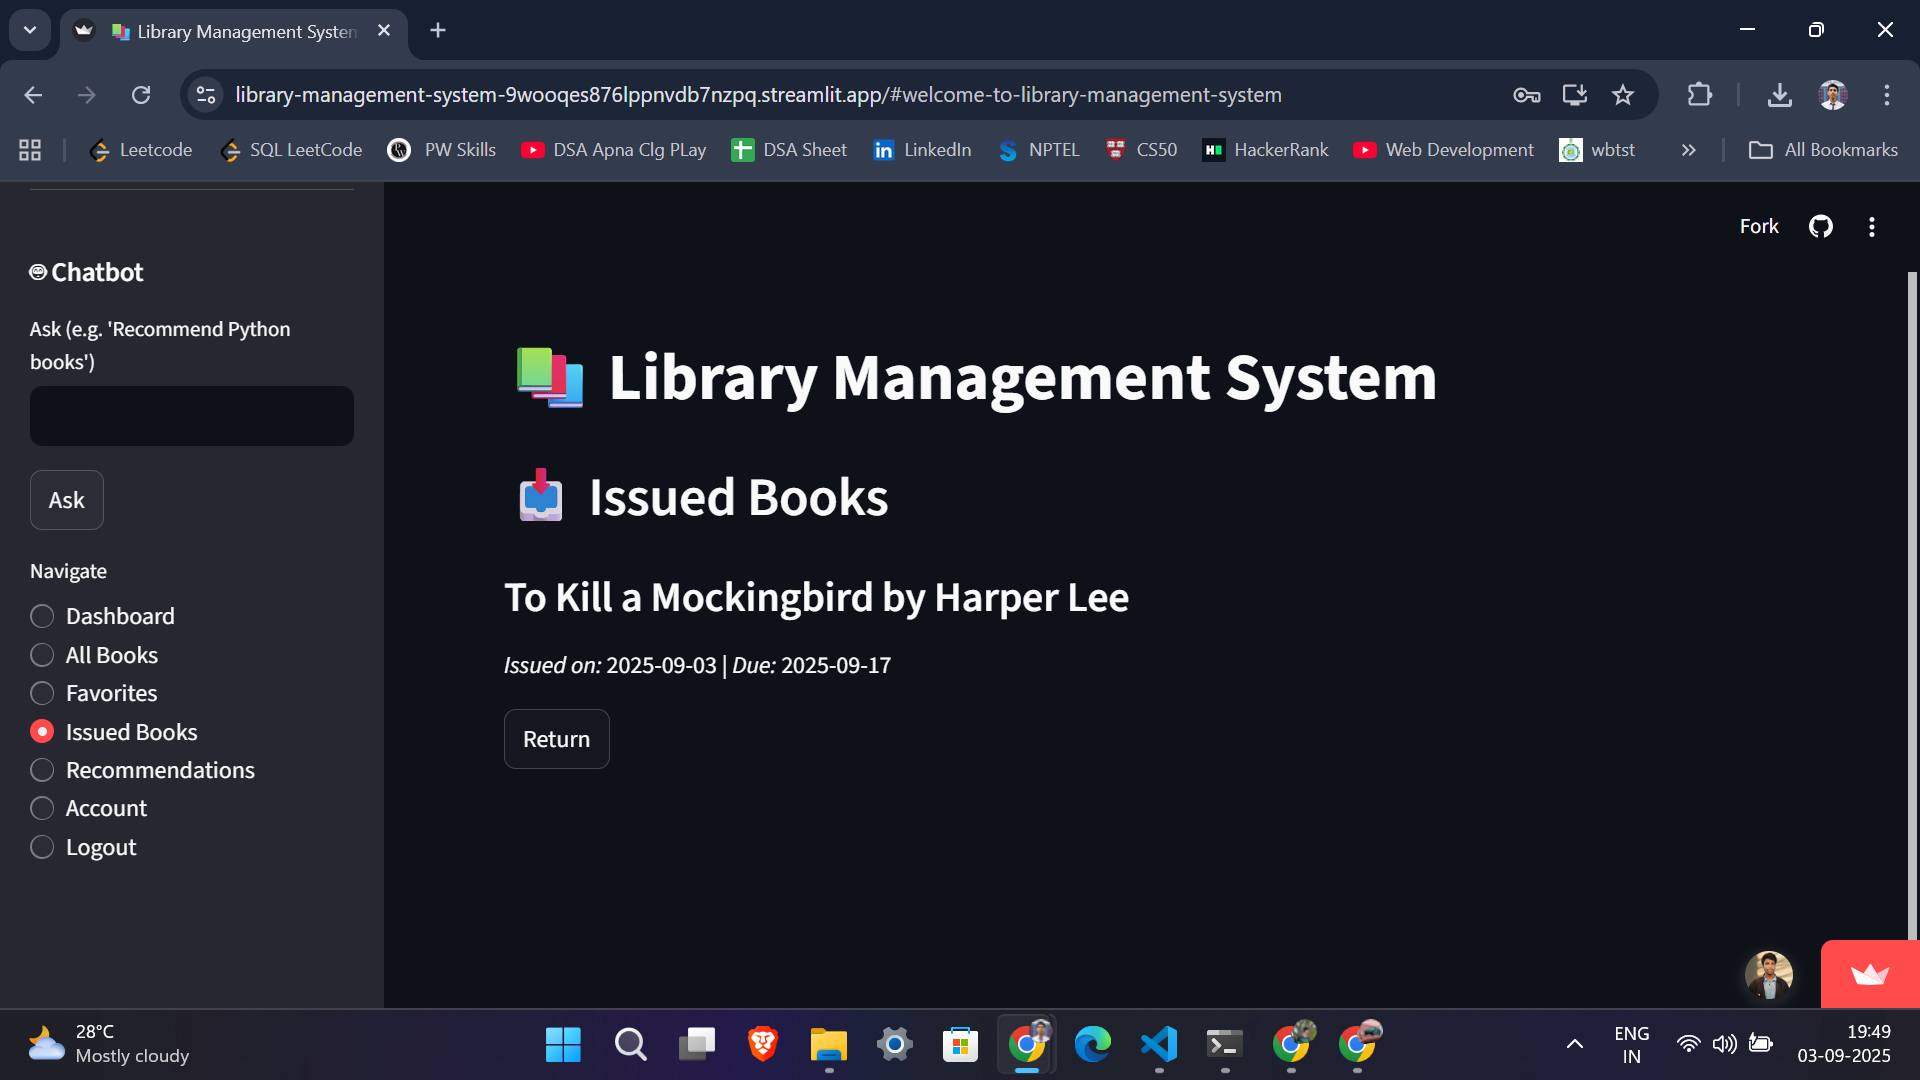 Library Management System
library-management-system-9wooqes876lppnvdb7nzpq.streamlit.app/#welcome-to-library-management-system
Leetcode
SQL LeetCode
PW Skills
DSA Apna Clg PLay
DSA Sheet
LinkedIn
NPTEL
CS50
HackerRank
Web Development
wbtst
All Bookmarks
Fork
Chatbot
Ask (e.g. 'Recommend Python
books')
Ask
Navigate
Dashboard
All Books
Favorites
Issued Books
Recommendations
Account
Logout
Library Management System
Issued Books
To Kill a Mockingbird by Harper Lee
Issued on: 2025-09-03 | Due: 2025-09-17
Return
28°C
Mostly cloudy
ENG
IN
19:49
03-09-2025